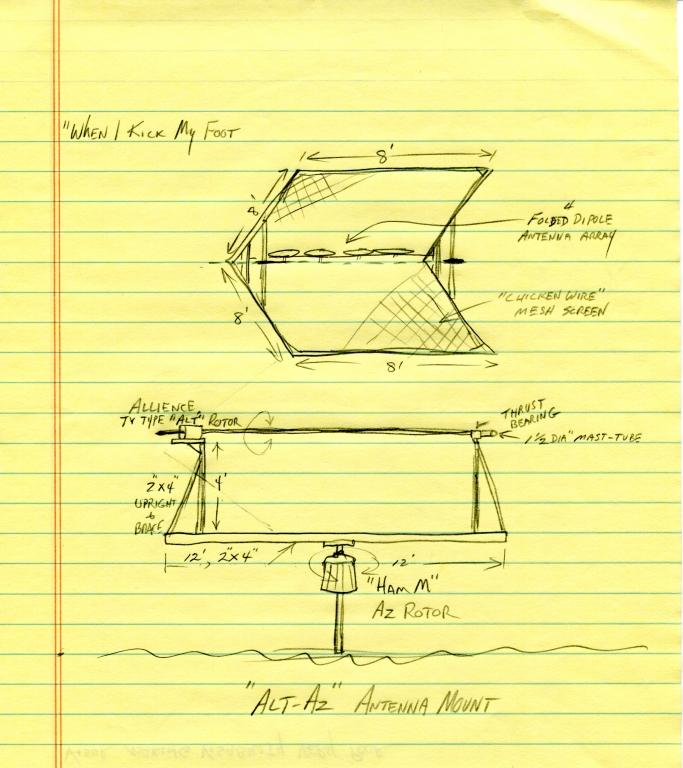 "When I Kick My Foot
8'
8'
4
Folded Dipole
Antenna Array
"Chicken Wire"
Mesh Screen
8'
8'
Allience
TV Type "Alt" Rotor
Thrust
Bearing
1½ Dia" Mast-Tube
"2x4"
Upright
&
Brace
4'
12', 2"x4"
12'
"Ham M"
Az Rotor
"Alt-Az" Antenna Mount